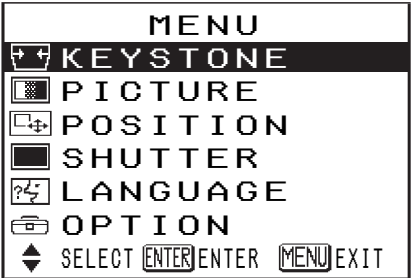 MENU
KEYSTONE
PICTURE
POSITION
SHUTTER
LANGUAGE
OPTION
SELECT ENTER ENTER MENU EXIT